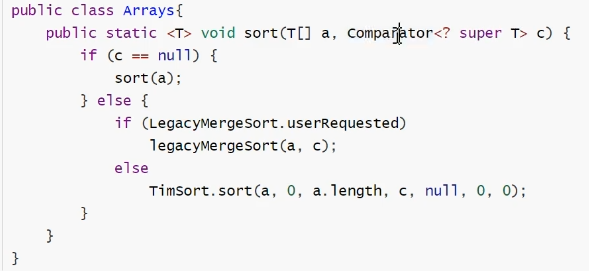 public class Arrays{
    public static <T> void sort(T[] a, Comparator<? super T> c) {
        if (c == null) {
            sort(a);
        } else {
            if (LegacyMergeSort.userRequested)
                legacyMergeSort(a, c);
            else
                TimSort.sort(a, 0, a.length, c, null, 0, 0);
        }
    }
}